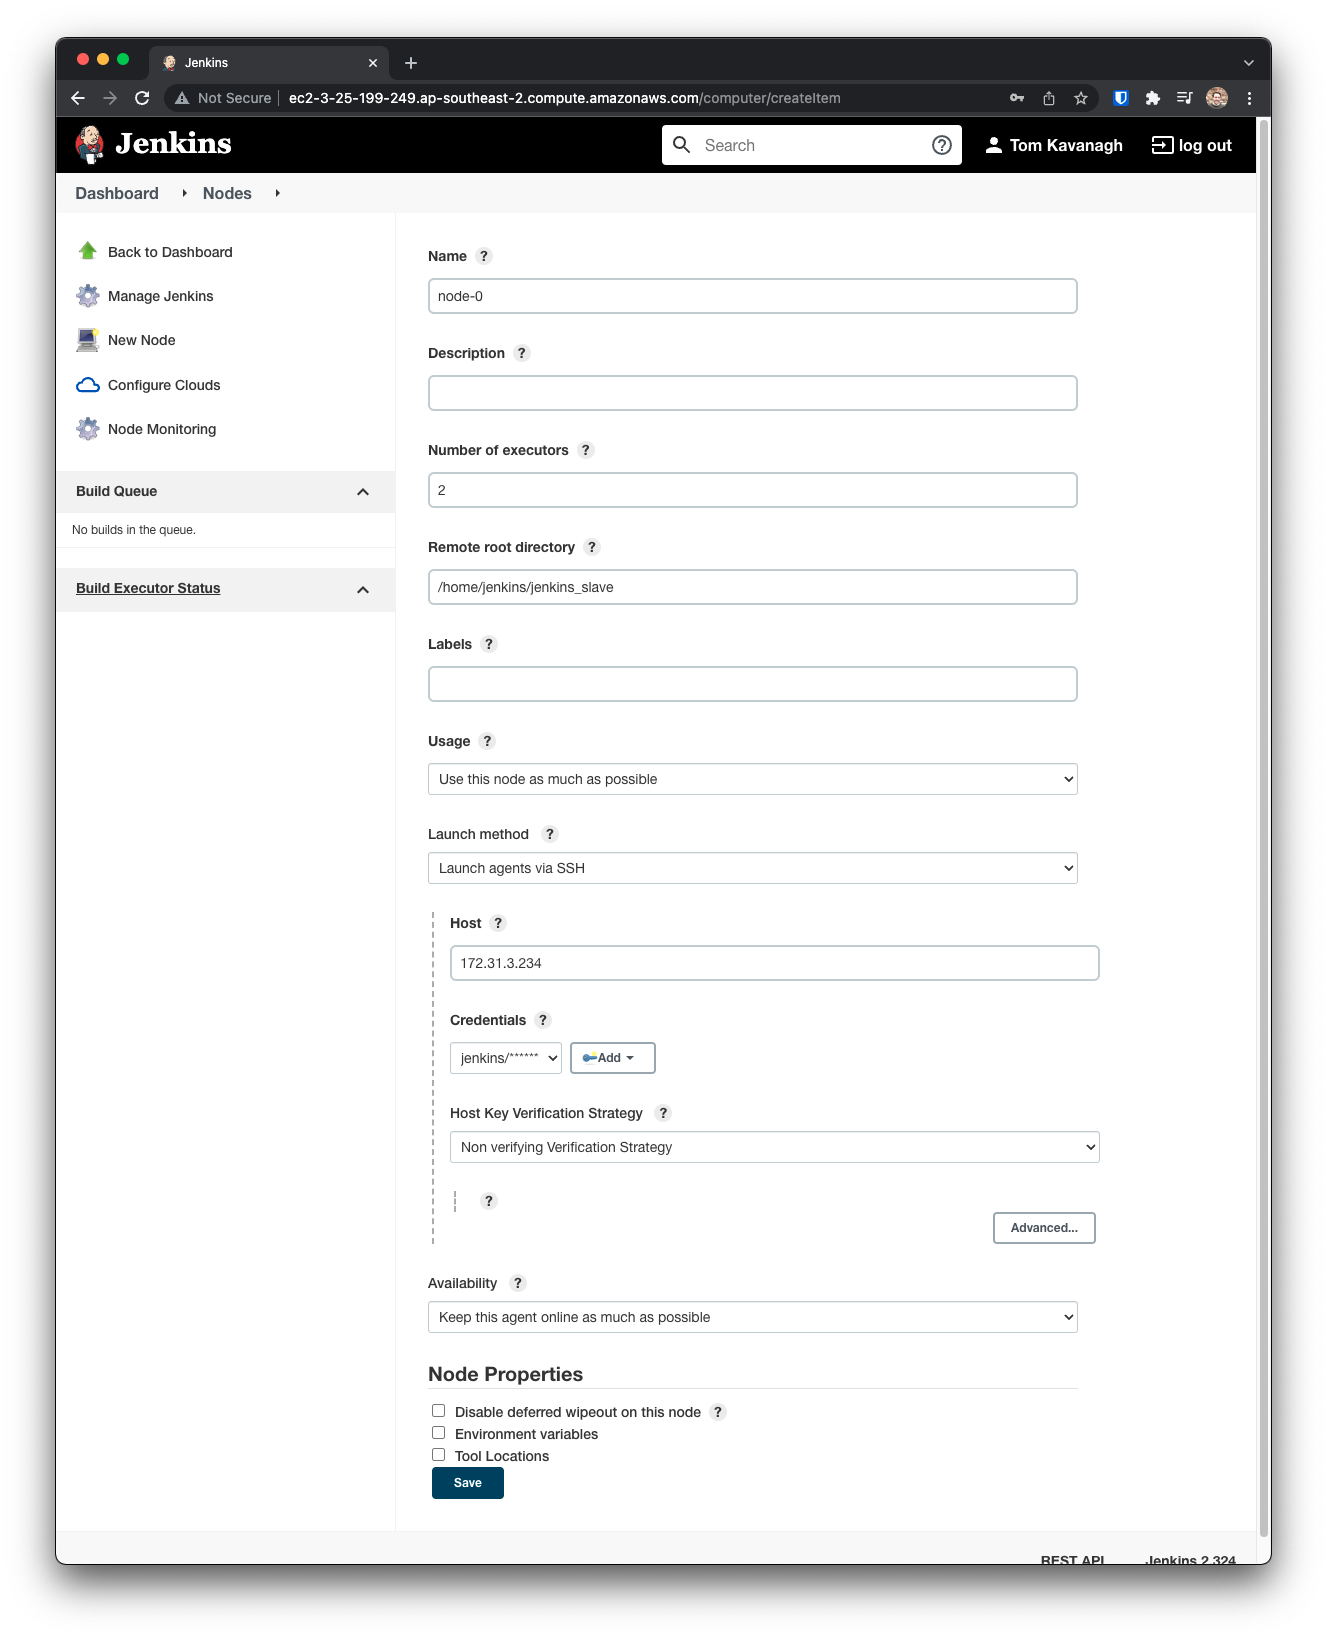 Jenkins
Not Secure
ec2-3-25-199-249.ap-southeast-2.compute.amazonaws.com/computer/createItem
Jenkins
Search
?
Tom Kavanagh
log out
Dashboard
Nodes
Back to Dashboard
Manage Jenkins
New Node
Configure Clouds
Node Monitoring
Build Queue
No builds in the queue.
Build Executor Status
Name ?
node-0
Description ?
Number of executors ?
2
Remote root directory ?
/home/jenkins/jenkins_slave
Labels ?
Usage ?
Use this node as much as possible
Launch method ?
Launch agents via SSH
Host ?
172.31.3.234
Credentials ?
jenkins/******
Add
Host Key Verification Strategy ?
Non verifying Verification Strategy
?
Advanced...
Availability ?
Keep this agent online as much as possible
Node Properties
Disable deferred wipeout on this node ?
Environment variables
Tool Locations
Save
REST API
Jenkins 2.324